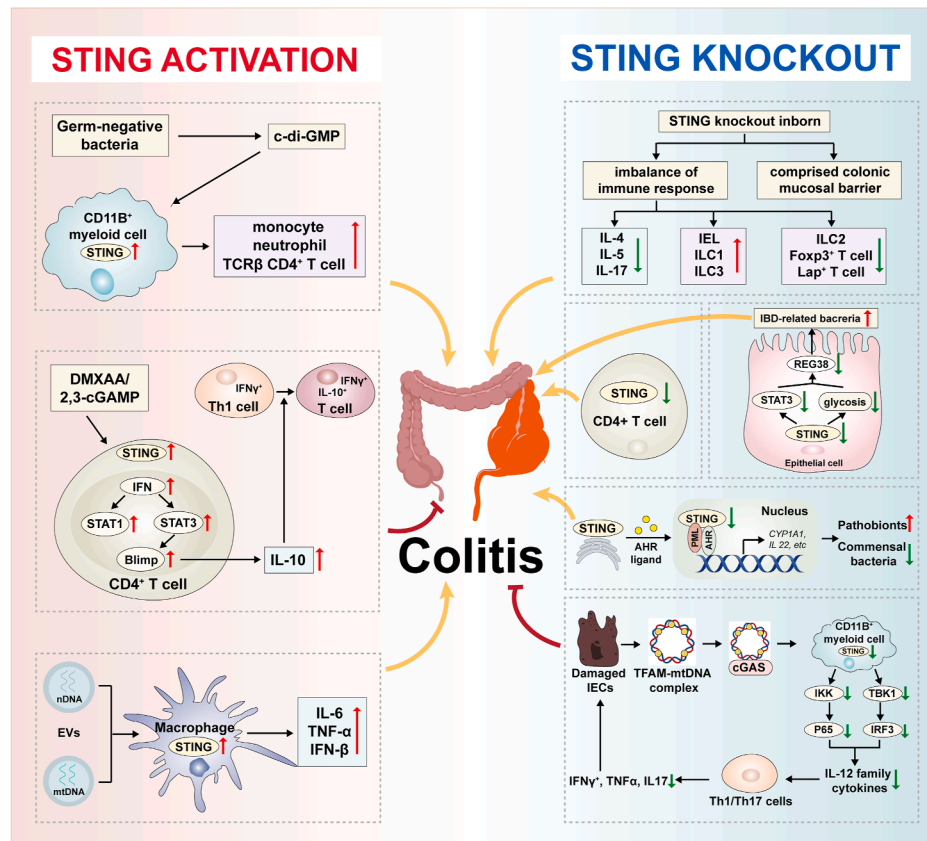 STING ACTIVATION
Germ-negative
bacteria
c-di-GMP
CD11B⁺
myeloid cell
STING
monocyte
neutrophil
TCRβ CD4⁺ T cell
DMXAA/
2,3-cGAMP
IFNγ⁺
Th1 cell
IFNγ⁺
IL-10⁺
T cell
STING
IFN
STAT1
STAT3
Blimp
CD4⁺ T cell
IL-10
nDNA
EVs
mtDNA
Macrophage
STING
IL-6
TNF-α
IFN-β
Colitis
STING KNOCKOUT
STING knockout inborn
imbalance of
immune response
comprised colonic
mucosal barrier
IL-4
IL-5
IL-17
IEL
ILC1
ILC3
ILC2
Foxp3⁺ T cell
Lap⁺ T cell
STING
CD4+ T cell
IBD-related bacreria
REG38
STAT3
glycosis
STING
Epithelial cell
STING
AHR
ligand
STING
PML
AHR
Nucleus
CYP1A1,
IL 22, etc
Pathobionts
Commensal
bacteria
Damaged
IECs
TFAM-mtDNA
complex
cGAS
CD11B⁺
myeloid cell
STING
IKK
TBK1
P65
IRF3
IL-12 family
cytokines
Th1/Th17 cells
IFNγ⁺, TNFα, IL17